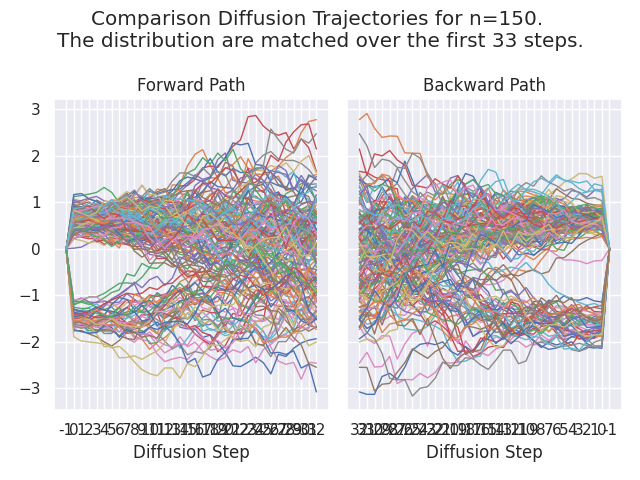 Comparison Diffusion Trajectories for n=150.
The distribution are matched over the first 33 steps.
Forward Path
Backward Path
3
2
1
0
−1
−2
−3
Diffusion Step
Diffusion Step